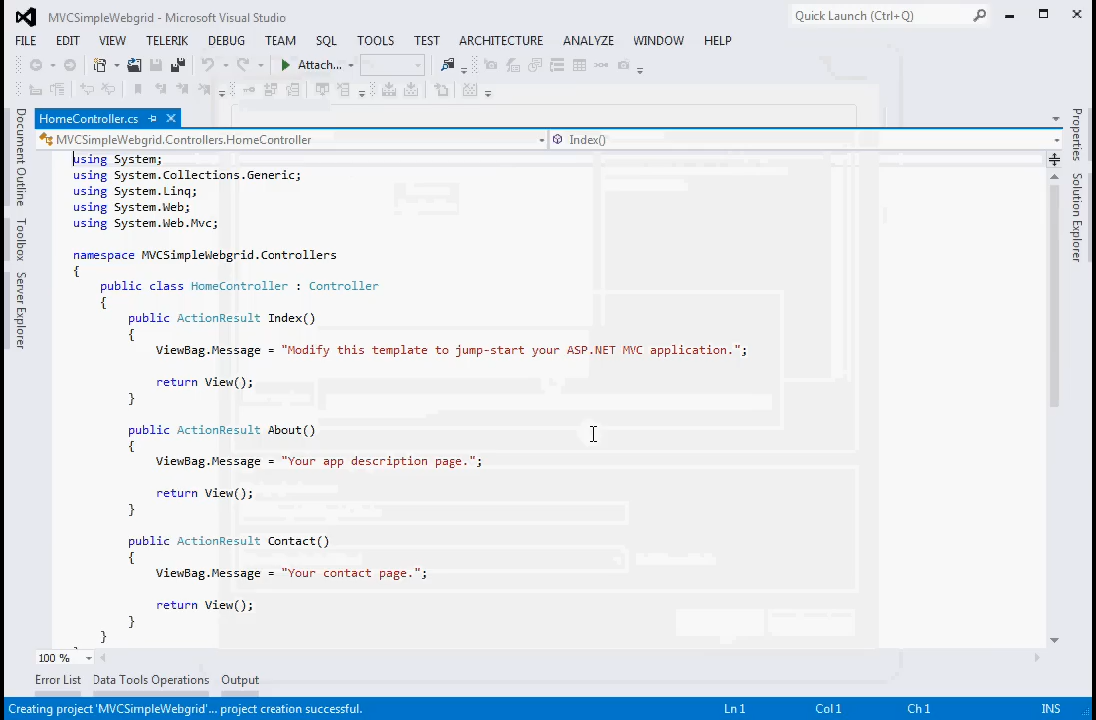 MVCSimpleWebgrid - Microsoft Visual Studio
Quick Launch (Ctrl+Q)
FILE EDIT VIEW TELERIK DEBUG TEAM SQL TOOLS TEST ARCHITECTURE ANALYZE WINDOW HELP
Attach...
HomeController.cs
MVCSimpleWebgrid.Controllers.HomeController
Index()
Document Outline
Toolbox
Server Explorer
Properties
Solution Explorer
using System;
using System.Collections.Generic;
using System.Linq;
using System.Web;
using System.Web.Mvc;
namespace MVCSimpleWebgrid.Controllers
{
public class HomeController : Controller
{
public ActionResult Index()
{
ViewBag.Message = "Modify this template to jump-start your ASP.NET MVC application.";
return View();
}
public ActionResult About()
{
ViewBag.Message = "Your app description page.";
return View();
}
public ActionResult Contact()
{
ViewBag.Message = "Your contact page.";
return View();
}
}
100 %
Error List Data Tools Operations Output
Creating project 'MVCSimpleWebgrid'... project creation successful.
Ln 1 Col 1 Ch 1 INS